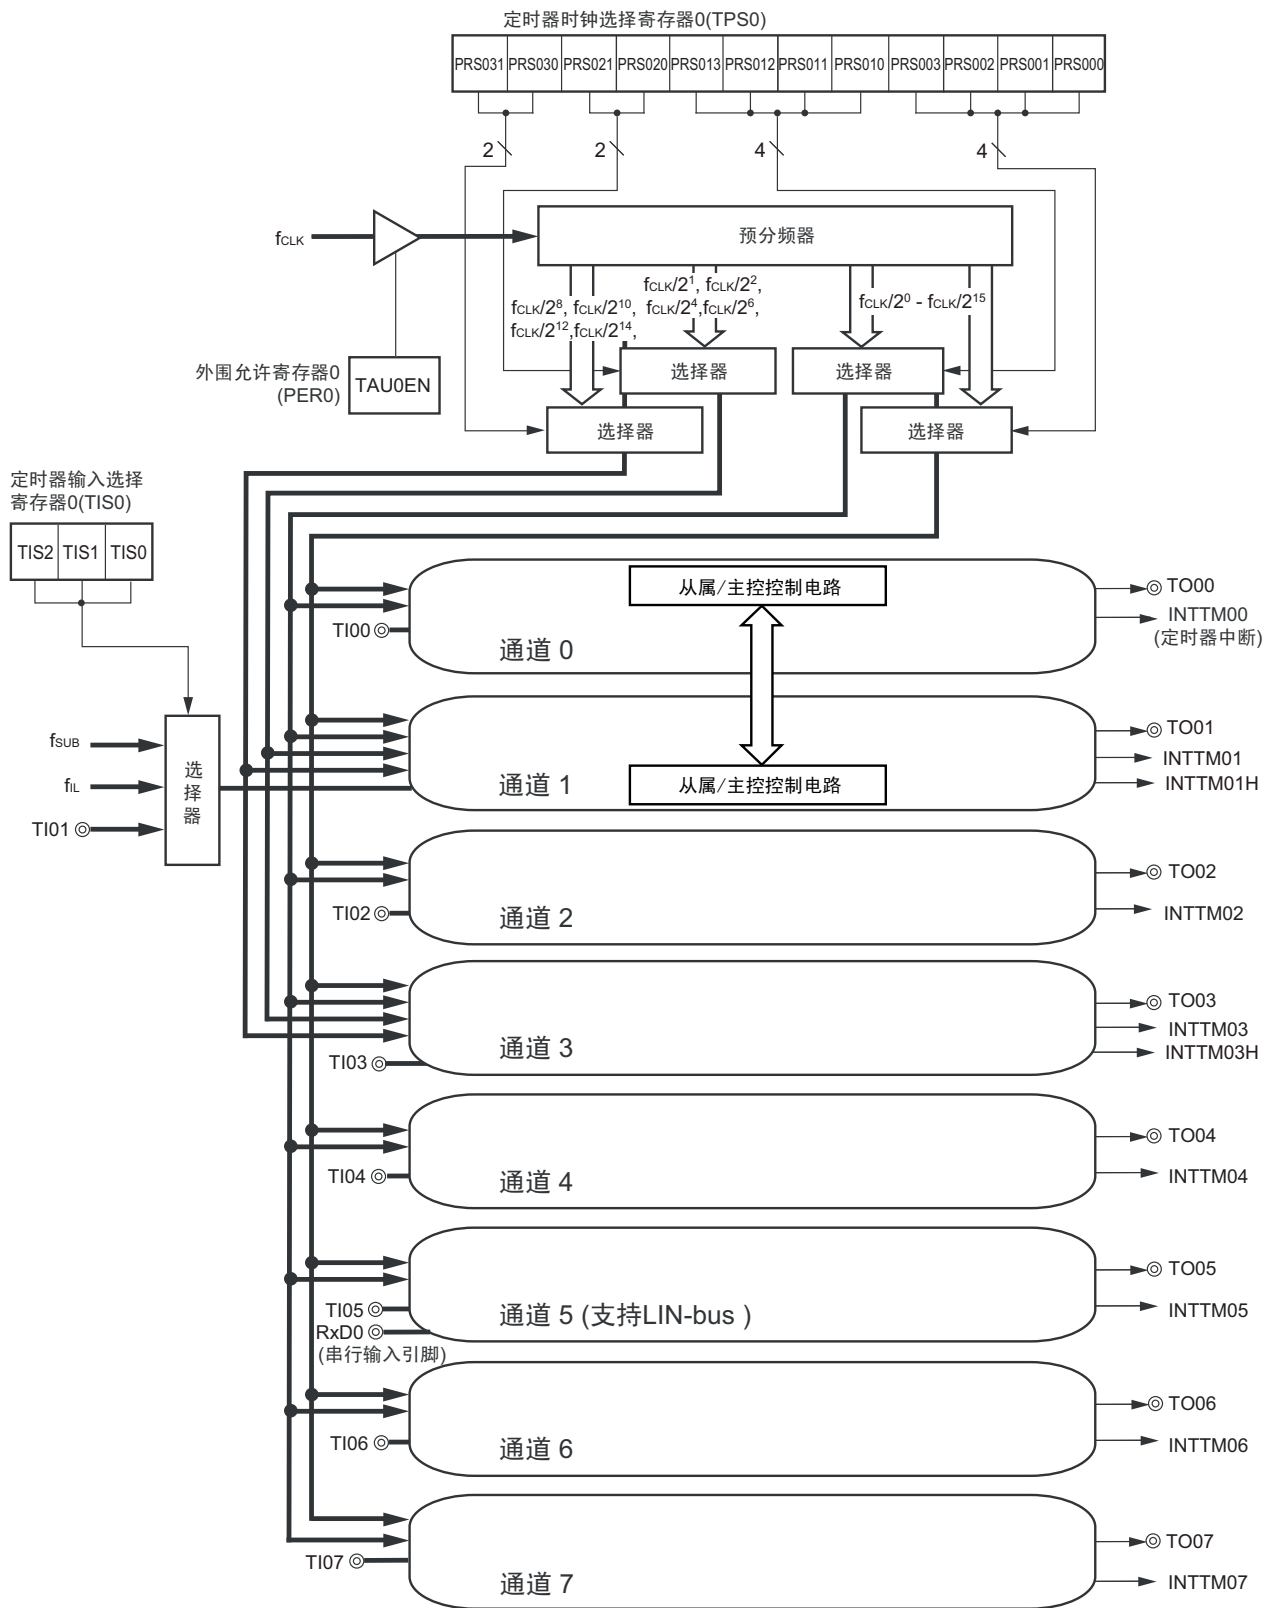 定时器时钟选择寄存器0(TPS0)
PRS031 PRS030 PRS021 PRS020 PRS013 PRS012 PRS011 PRS010 PRS003 PRS002 PRS001 PRS000
2 2 4 4
fCLK
预分频器
fCLK/2⁸, fCLK/2¹⁰,
fCLK/2¹²,fCLK/2¹⁴,
fCLK/2¹, fCLK/2²,
fCLK/2⁴,fCLK/2⁶,
fCLK/2⁰ - fCLK/2¹⁵
外围允许寄存器0
(PER0)
TAU0EN
选择器 选择器
选择器 选择器
定时器输入选择
寄存器0(TIS0)
TIS2 TIS1 TIS0
从属/主控控制电路
TI00
通道 0
TO00
INTTM00
(定时器中断)
fSUB
fIL
TI01
选择器
通道 1
从属/主控控制电路
TO01
INTTM01
INTTM01H
TI02
通道 2
TO02
INTTM02
TI03
通道 3
TO03
INTTM03
INTTM03H
TI04
通道 4
TO04
INTTM04
TI05
RxD0
(串行输入引脚)
通道 5 (支持LIN-bus )
TO05
INTTM05
TI06
通道 6
TO06
INTTM06
TI07
通道 7
TO07
INTTM07